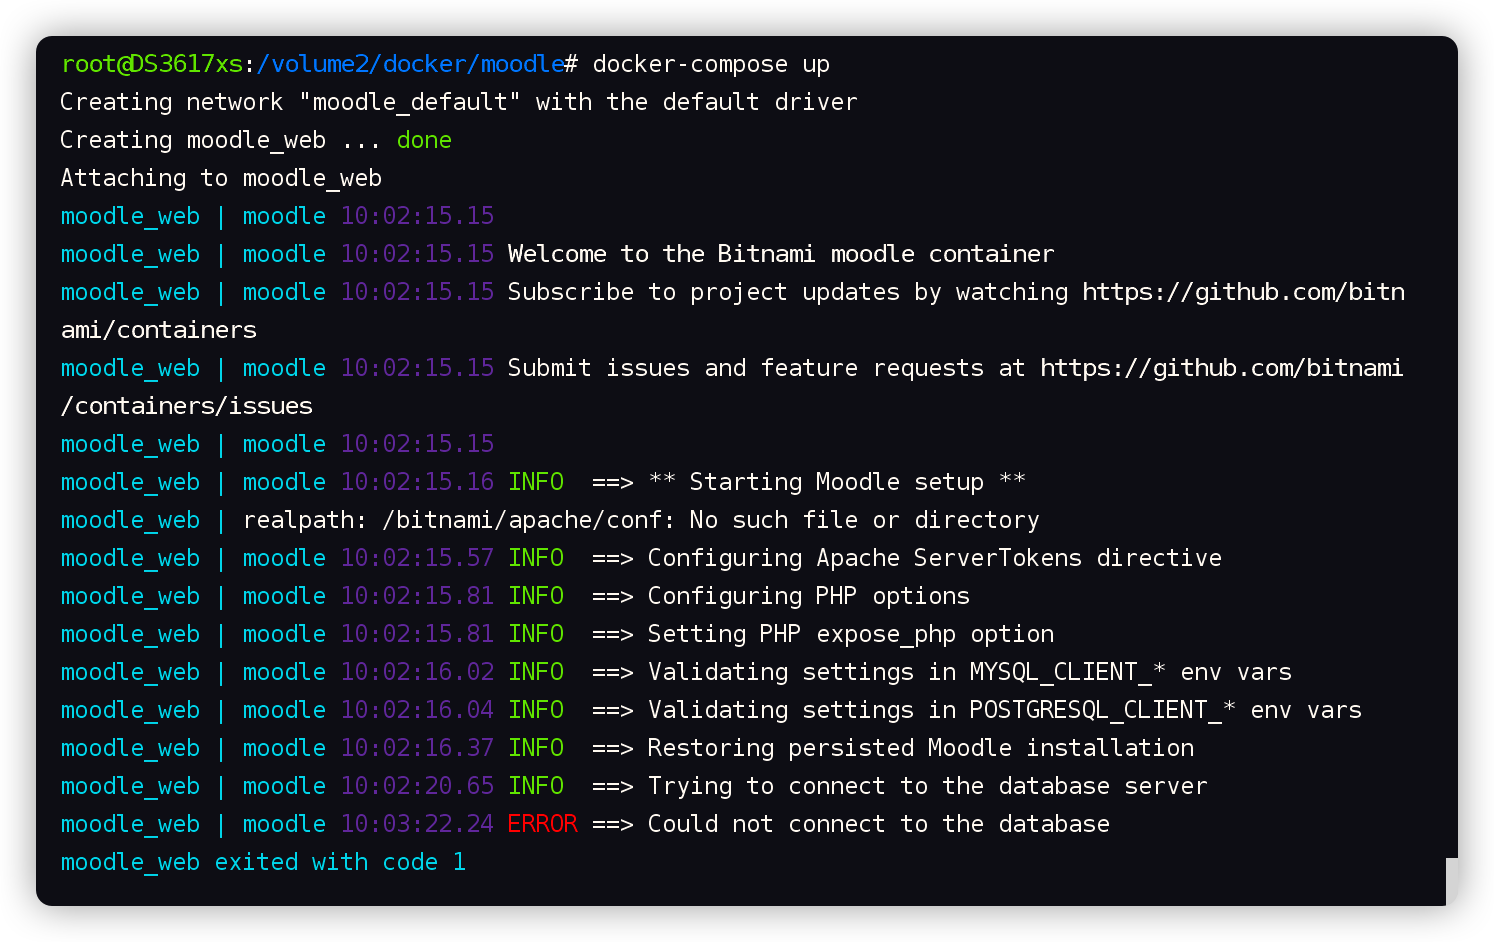 root@DS3617xs:/volume2/docker/moodle# docker-compose up
Creating network "moodle_default" with the default driver
Creating moodle_web ... done
Attaching to moodle_web
moodle_web | moodle 10:02:15.15
moodle_web | moodle 10:02:15.15 Welcome to the Bitnami moodle container
moodle_web | moodle 10:02:15.15 Subscribe to project updates by watching https://github.com/bitn
ami/containers
moodle_web | moodle 10:02:15.15 Submit issues and feature requests at https://github.com/bitnami
/containers/issues
moodle_web | moodle 10:02:15.15
moodle_web | moodle 10:02:15.16 INFO  ==> ** Starting Moodle setup **
moodle_web | realpath: /bitnami/apache/conf: No such file or directory
moodle_web | moodle 10:02:15.57 INFO  ==> Configuring Apache ServerTokens directive
moodle_web | moodle 10:02:15.81 INFO  ==> Configuring PHP options
moodle_web | moodle 10:02:15.81 INFO  ==> Setting PHP expose_php option
moodle_web | moodle 10:02:16.02 INFO  ==> Validating settings in MYSQL_CLIENT_* env vars
moodle_web | moodle 10:02:16.04 INFO  ==> Validating settings in POSTGRESQL_CLIENT_* env vars
moodle_web | moodle 10:02:16.37 INFO  ==> Restoring persisted Moodle installation
moodle_web | moodle 10:02:20.65 INFO  ==> Trying to connect to the database server
moodle_web | moodle 10:03:22.24 ERROR ==> Could not connect to the database
moodle_web exited with code 1